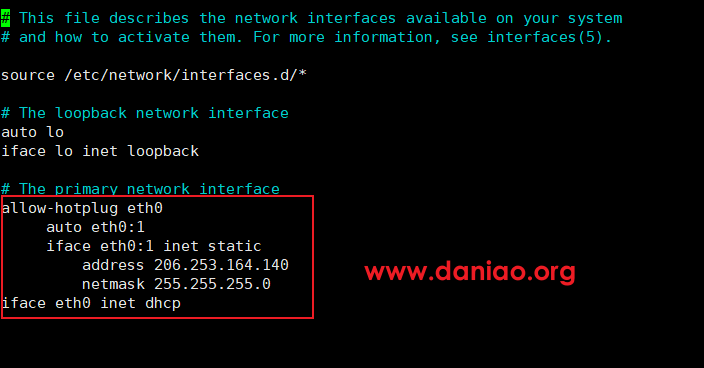 # This file describes the network interfaces available on your system
# and how to activate them. For more information, see interfaces(5).
source /etc/network/interfaces.d/*
# The loopback network interface
auto lo
iface lo inet loopback
# The primary network interface
allow-hotplug eth0
auto eth0:1
iface eth0:1 inet static
address 206.253.164.140
netmask 255.255.255.0
iface eth0 inet dhcp
www.daniao.org